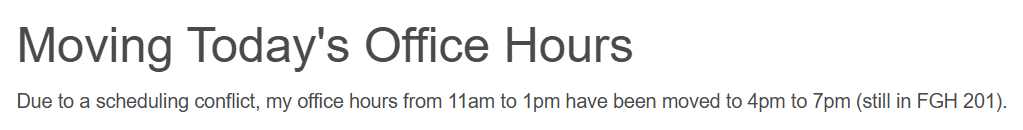 Moving Today's Office Hours
Due to a scheduling conflict, my office hours from 11am to 1pm have been moved to 4pm to 7pm (still in FGH 201).